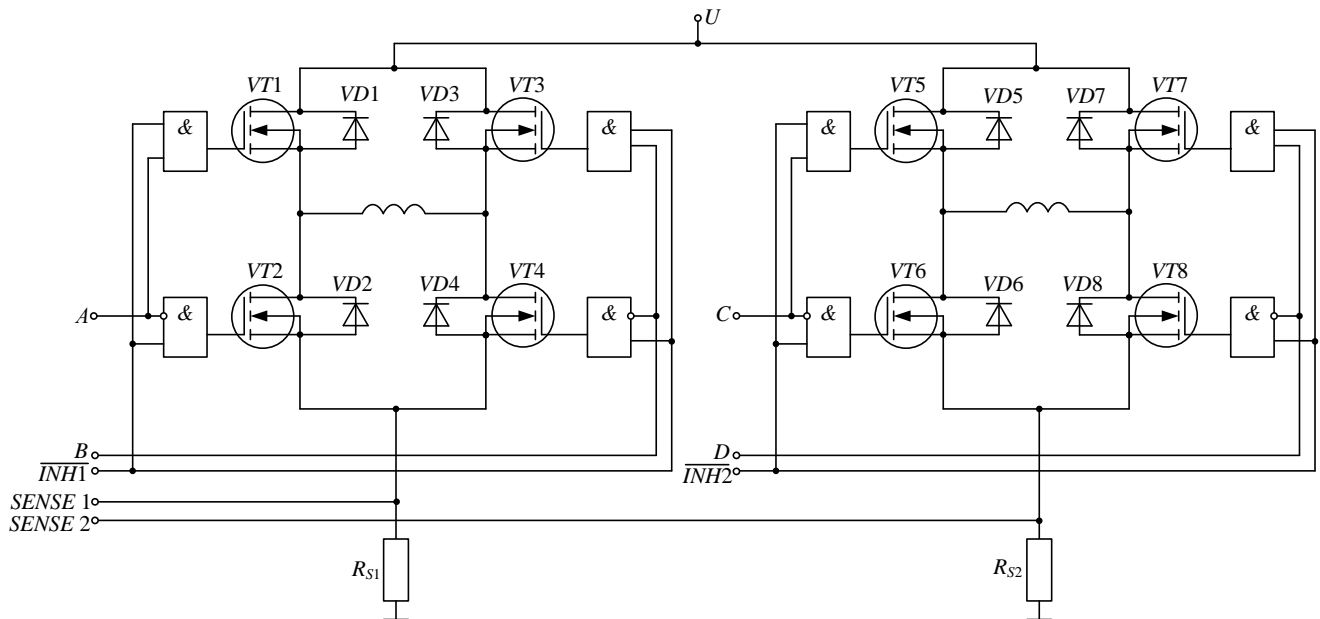 U
VT1 VD1 VD3 VT3 VT5 VD5 VD7 VT7
& & & &
VT2 VD2 VD4 VT4 VT6 VD6 VD8 VT8
A & & C & &
B D
INH1 INH2
SENSE 1
SENSE 2
RS1 RS2